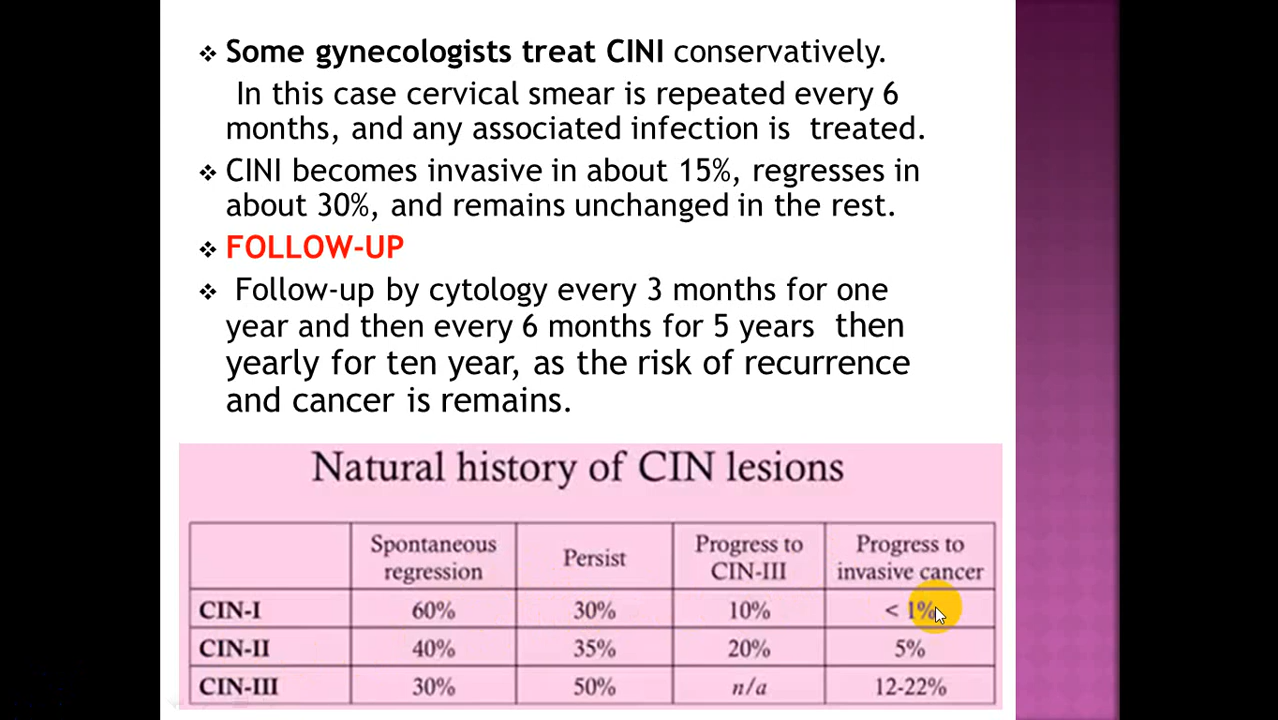 ❖ Some gynecologists treat CINI conservatively.
In this case cervical smear is repeated every 6
months, and any associated infection is treated.
❖ CINI becomes invasive in about 15%, regresses in
about 30%, and remains unchanged in the rest.
❖ FOLLOW-UP
❖ Follow-up by cytology every 3 months for one
year and then every 6 months for 5 years then
yearly for ten year, as the risk of recurrence
and cancer is remains.
Natural history of CIN lesions
Spontaneous regression Persist Progress to CIN-III Progress to invasive cancer
CIN-I 60% 30% 10% < 1%
CIN-II 40% 35% 20% 5%
CIN-III 30% 50% n/a 12-22%